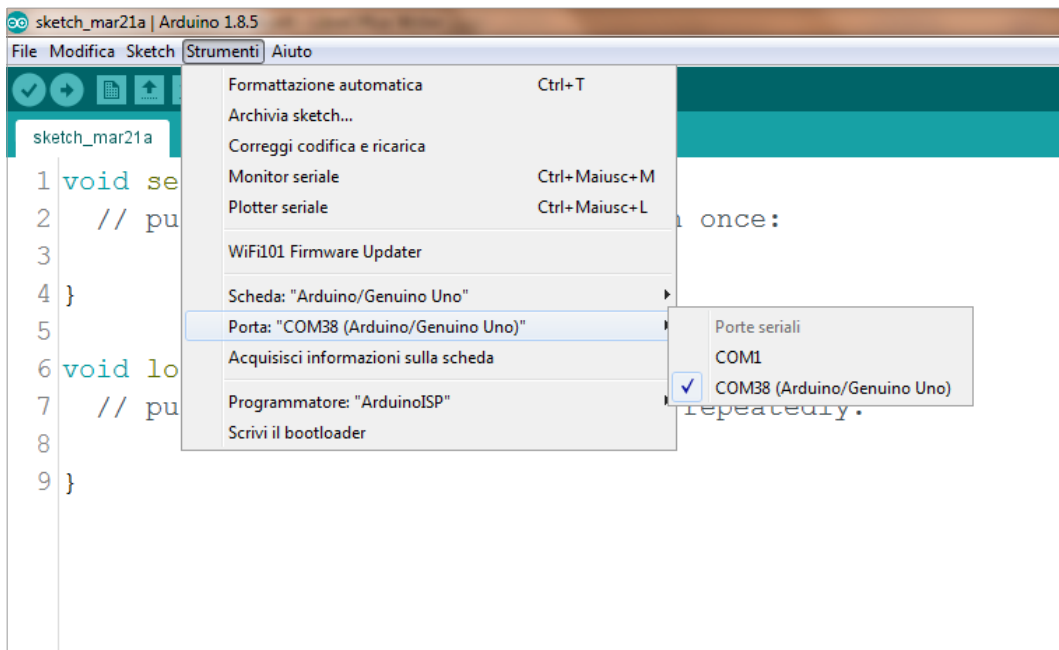 sketch_mar21a | Arduino 1.8.5
File Modifica Sketch Strumenti Aiuto
Formattazione automatica Ctrl+T
Archivia sketch...
sketch_mar21a
Correggi codifica e ricarica
Monitor seriale Ctrl+Maiusc+M
Plotter seriale Ctrl+Maiusc+L
WiFi101 Firmware Updater
Scheda: "Arduino/Genuino Uno"
Porta: "COM38 (Arduino/Genuino Uno)"
Acquisisci informazioni sulla scheda
Programmatore: "ArduinoISP"
Scrivi il bootloader
Porte seriali
COM1
COM38 (Arduino/Genuino Uno)
1 void se
2 // pu once:
3
4 }
5
6 void lo
7 // pu repeatedly:
8
9 }